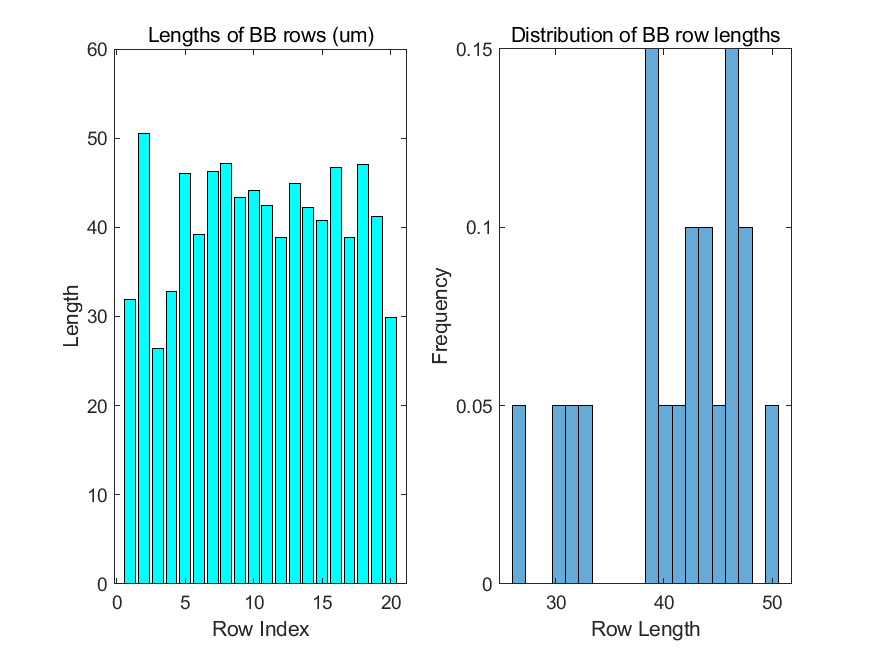 Lengths of BB rows (um)
60
50
40
30
20
10
0
Length
0 5 10 15 20
Row Index
Distribution of BB row lengths
0.15
0.1
0.05
0
Frequency
30 40 50
Row Length